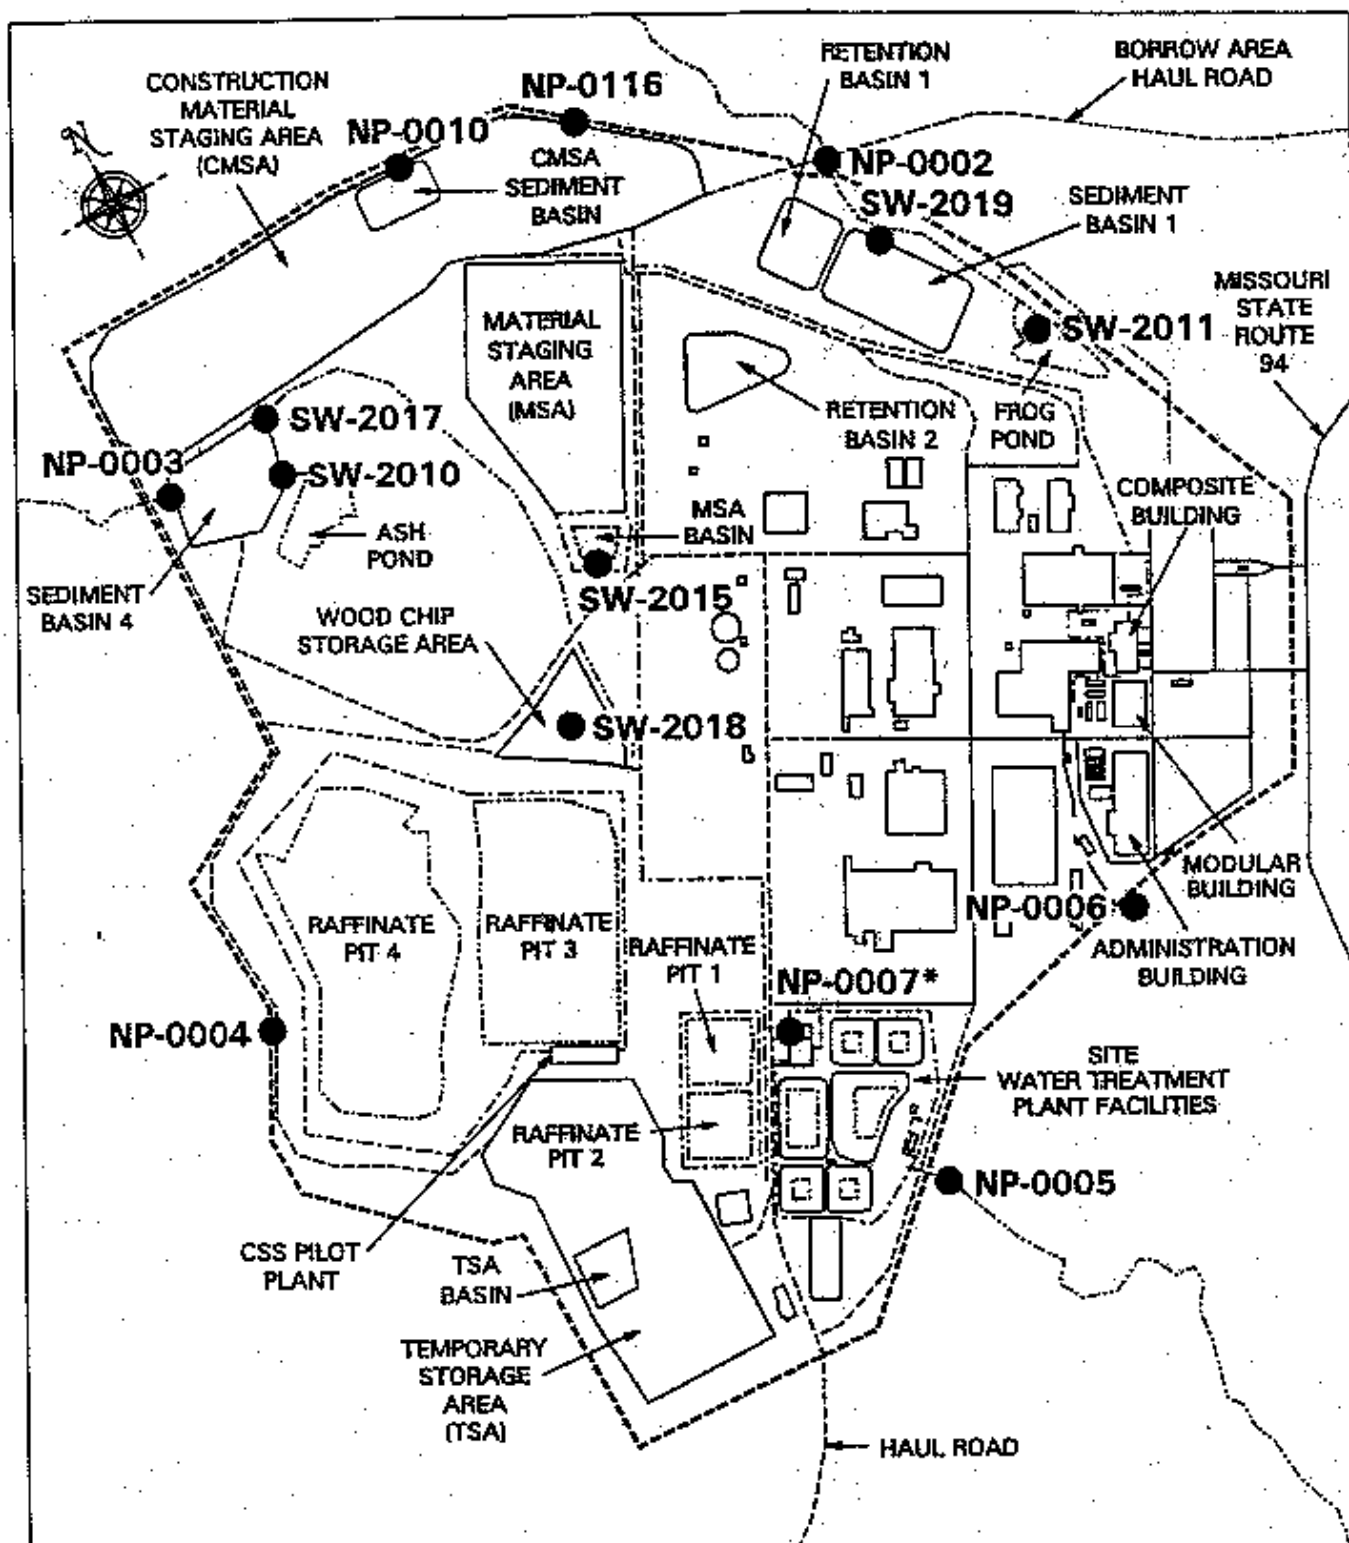 NP-0116
RETENTION
BASIN 1
BORROW AREA
HAUL ROAD
CONSTRUCTION
MATERIAL
STAGING AREA
(CMSA)
NP-0010
CMSA
SEDIMENT
BASIN
NP-0002
SW-2019
SEDIMENT
BASIN 1
N
MISSOURI
STATE
ROUTE
94
MATERIAL
STAGING
AREA
(MSA)
SW-2011
RETENTION
BASIN 2
FROG
POND
SW-2017
NP-0003
SW-2010
ASH
POND
MSA
BASIN
COMPOSITE
BUILDING
SEDIMENT
BASIN 4
SW-2015
WOOD CHIP
STORAGE AREA
SW-2018
MODULAR
BUILDING
NP-0006
RAFFINATE
PIT 4
RAFFINATE
PIT 3
RAFFINATE
PIT 1
ADMINISTRATION
BUILDING
NP-0007*
NP-0004
SITE
WATER TREATMENT
PLANT FACILITIES
RAFFINATE
PIT 2
NP-0005
CSS PILOT
PLANT
TSA
BASIN
TEMPORARY
STORAGE
AREA
(TSA)
HAUL ROAD